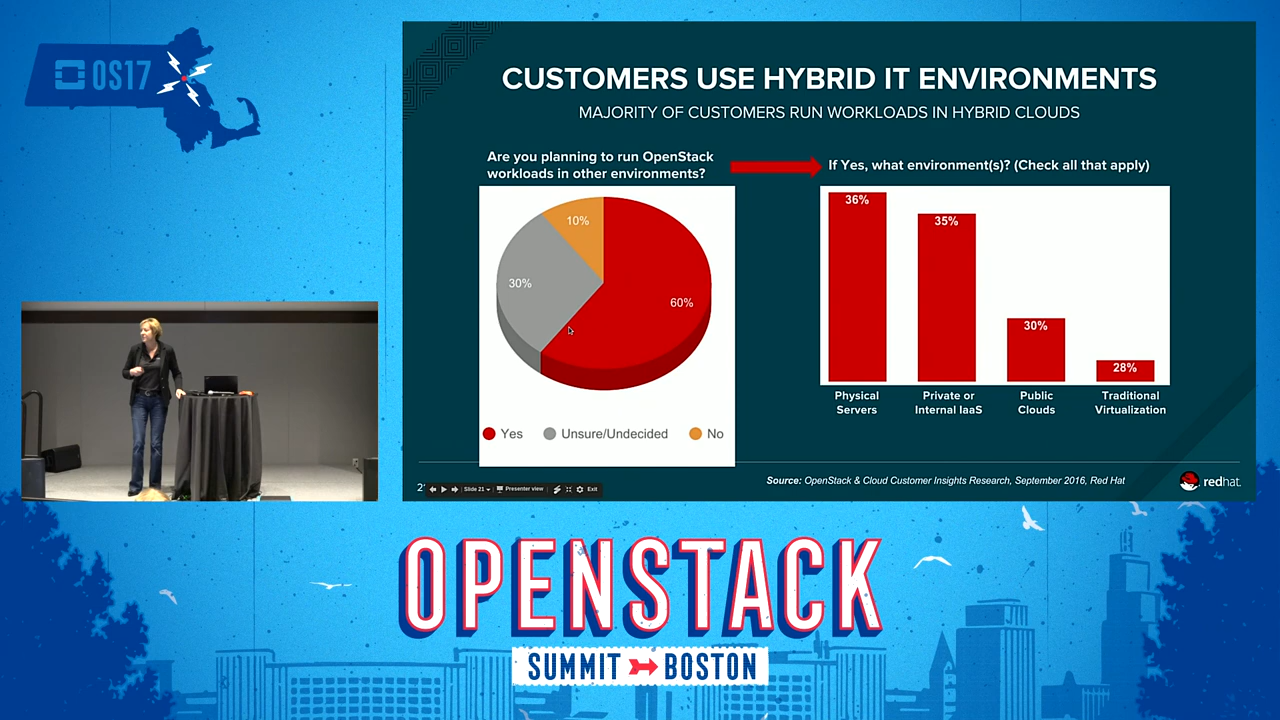 OS17
CUSTOMERS USE HYBRID IT ENVIRONMENTS
MAJORITY OF CUSTOMERS RUN WORKLOADS IN HYBRID CLOUDS
Are you planning to run OpenStack
workloads in other environments?
If Yes, what environment(s)? (Check all that apply)
10%
30%
60%
Yes
Unsure/Undecided
No
36%
35%
30%
28%
Physical
Servers
Private or
Internal IaaS
Public
Clouds
Traditional
Virtualization
Slide 21
Presenter view
Exit
Source: OpenStack & Cloud Customer Insights Research, September 2016, Red Hat
redhat.
OPENSTACK
SUMMIT BOSTON